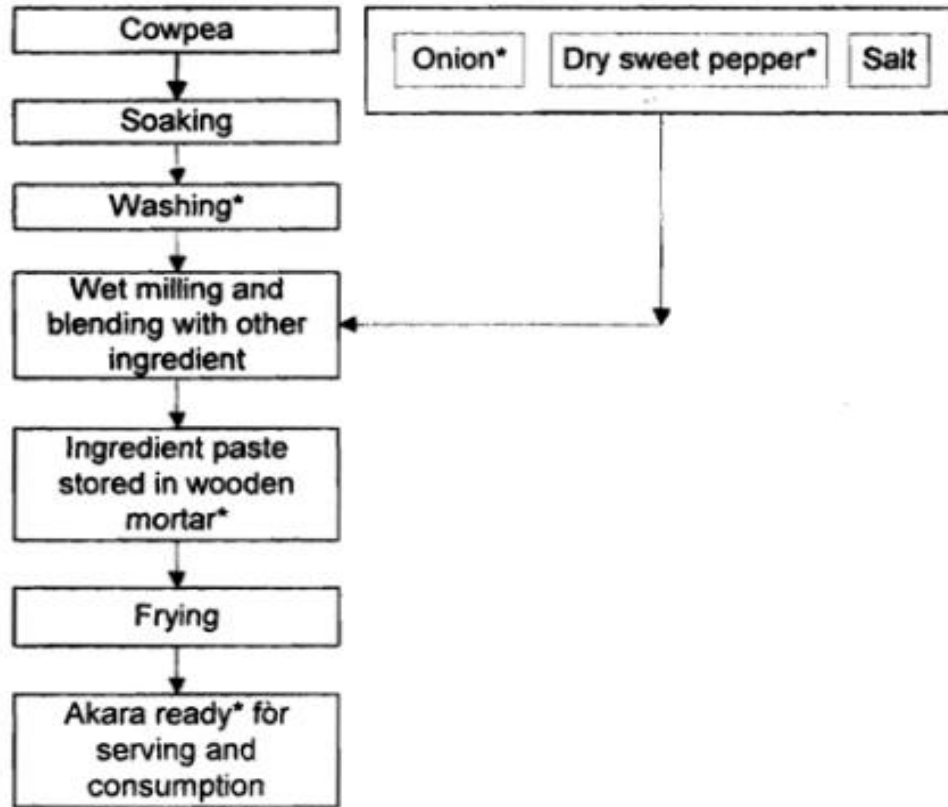 Cowpea
Onion* Dry sweet pepper* Salt
Soaking
Washing*
Wet milling and
blending with other
ingredient
Ingredient paste
stored in wooden
mortar*
Frying
Akara ready* for
serving and
consumption